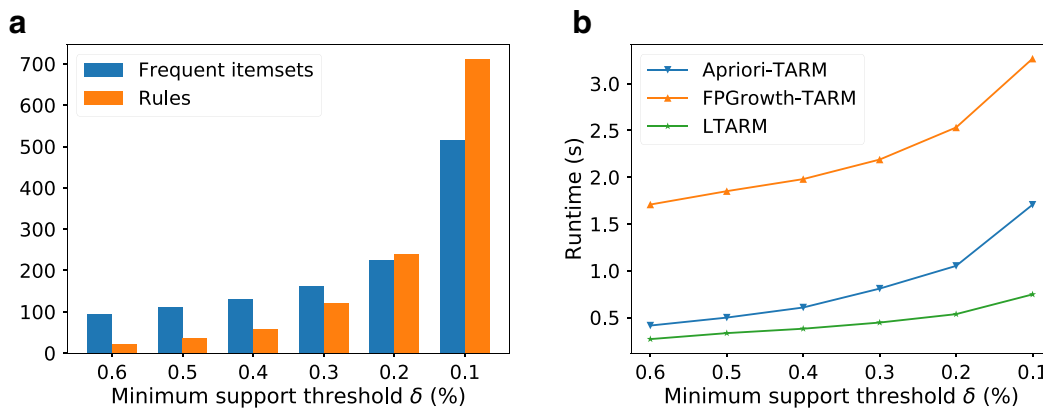 a
700
600
500
400
300
200
100
0
Frequent itemsets
Rules
0.6 0.5 0.4 0.3 0.2 0.1
Minimum support threshold δ (%)
b
Runtime (s)
3.0
2.5
2.0
1.5
1.0
0.5
Apriori-TARM
FPGrowth-TARM
LTARM
0.6 0.5 0.4 0.3 0.2 0.1
Minimum support threshold δ (%)